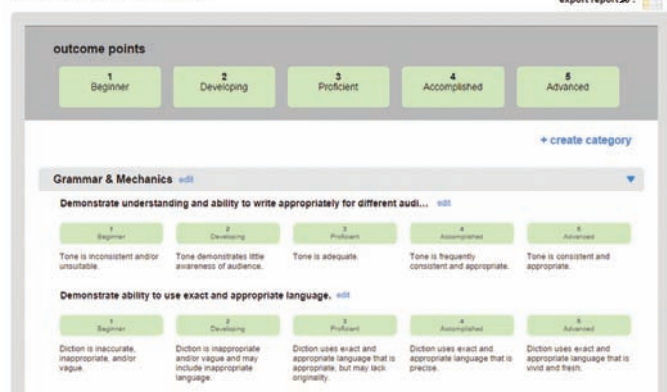 export reports:
outcome points
1 2 3 4 5
Beginner Developing Proficient Accomplished Advanced
+ create category
Grammar & Mechanics edit
Demonstrate understanding and ability to write appropriately for different audi... edit
1 2 3 4 5
Beginner Developing Proficient Accomplished Advanced
Tone is inconsistent and/or
unsuitable.
Tone demonstrates little
awareness of audience.
Tone is adequate.
Tone is frequently
consistent and appropriate.
Tone is consistent and
appropriate.
Demonstrate ability to use exact and appropriate language. edit
1 2 3 4 5
Beginner Developing Proficient Accomplished Advanced
Diction is inaccurate,
inappropriate, and/or
vague.
Diction is inappropriate
and/or vague and may
include inappropriate
language.
Diction uses exact and
appropriate language that is
appropriate, but may lack
originality.
Diction uses exact and
appropriate language that is
precise.
Diction uses exact and
appropriate language that is
vivid and fresh.